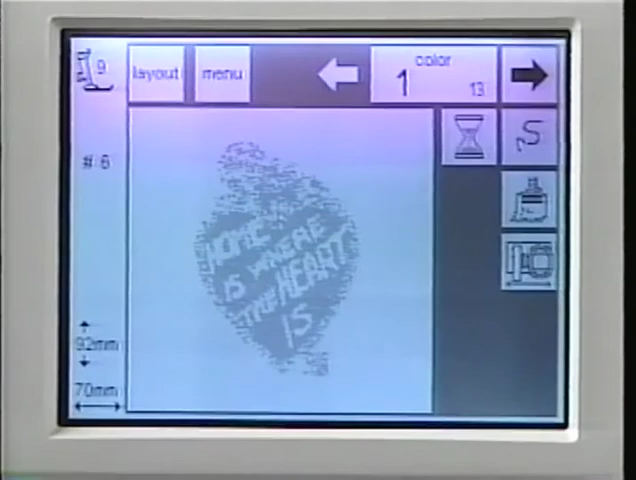 9
layout
menu
color
1
13
# 6
HOME
IS WHERE
THE HEART
IS
92mm
70mm